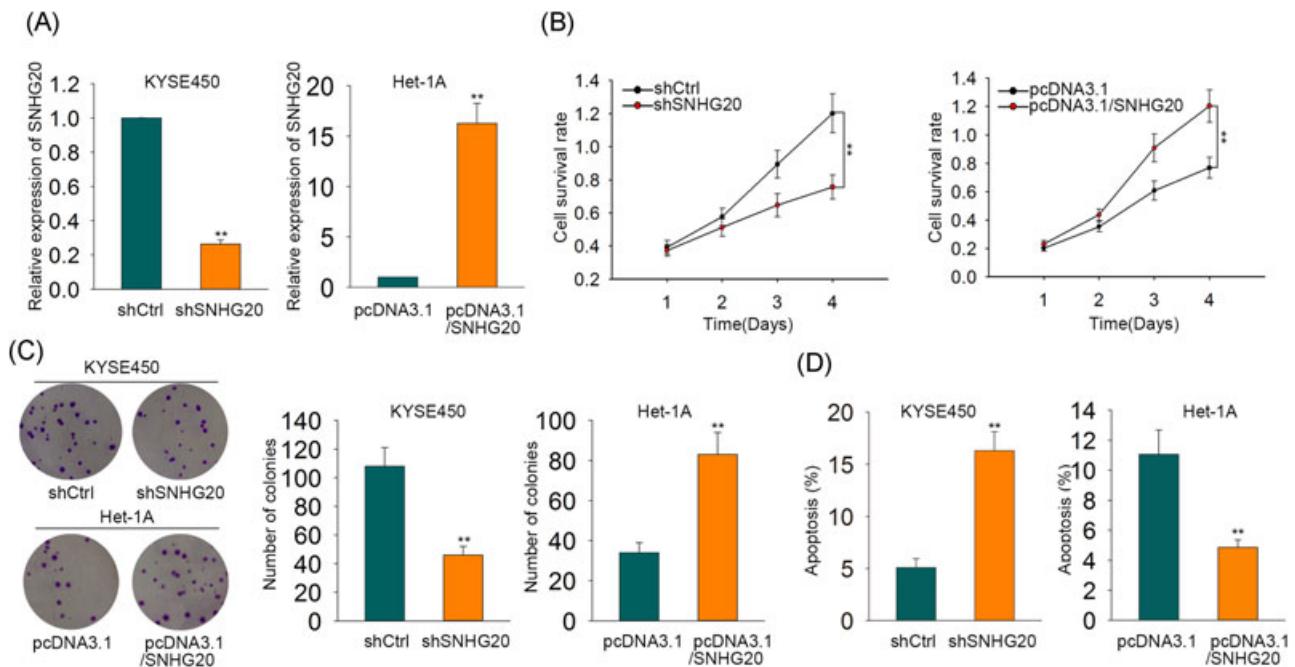 (A)
Relative expression of SNHG20
KYSE450
1.2
1.0
0.8
0.6
0.4
0.2
0.0
**
shCtrl shSNHG20
Relative expression of SNHG20
Het-1A
20
15
10
5
0
**
pcDNA3.1 pcDNA3.1
/SNHG20
(B)
Cell survival rate
1.4
1.2
1.0
0.8
0.6
0.4
0.2
shCtrl
shSNHG20
**
1 2 3 4
Time(Days)
Cell survival rate
1.4
1.2
1.0
0.8
0.6
0.4
0.2
0.0
pcDNA3.1
pcDNA3.1/SNHG20
**
1 2 3 4
Time(Days)
(C)
KYSE450
shCtrl shSNHG20
Het-1A
pcDNA3.1 pcDNA3.1
/SNHG20
Number of colonies
KYSE450
140
120
100
80
60
40
20
0
**
shCtrl shSNHG20
Number of colonies
Het-1A
100
80
60
40
20
0
**
pcDNA3.1 pcDNA3.1
/SNHG20
(D)
Apoptosis (%)
KYSE450
20
15
10
5
0
**
shCtrl shSNHG20
Apoptosis (%)
Het-1A
14
12
10
8
6
4
2
0
**
pcDNA3.1 pcDNA3.1
/SNHG20